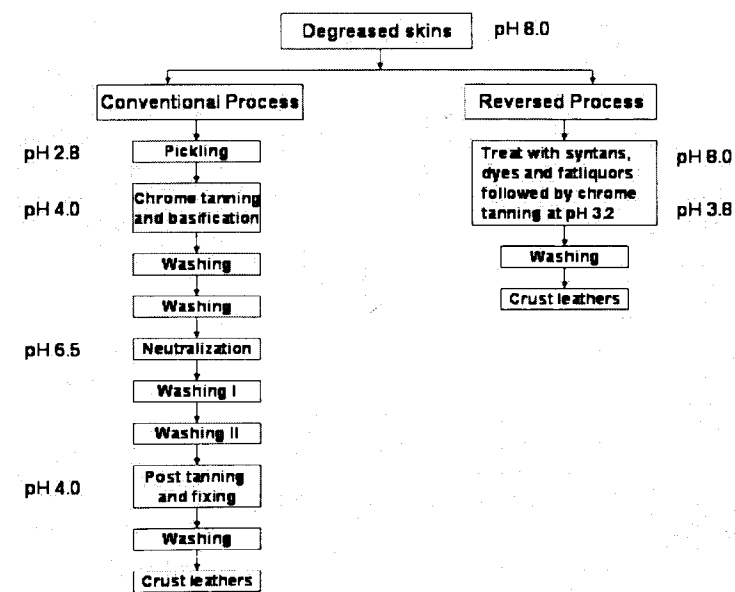 Degreased skins
pH 8.0
Conventional Process
pH 2.8
Pickling
pH 4.0
Chrome tanning
and basification
Washing
Washing
pH 6.5
Neutralization
Washing I
Washing II
pH 4.0
Post tanning
and fixing
Washing
Crust leathers
Reversed Process
Treat with syntans,
dyes and fatliquors
followed by chrome
tanning at pH 3.2
pH 8.0
pH 3.8
Washing
Crust leathers